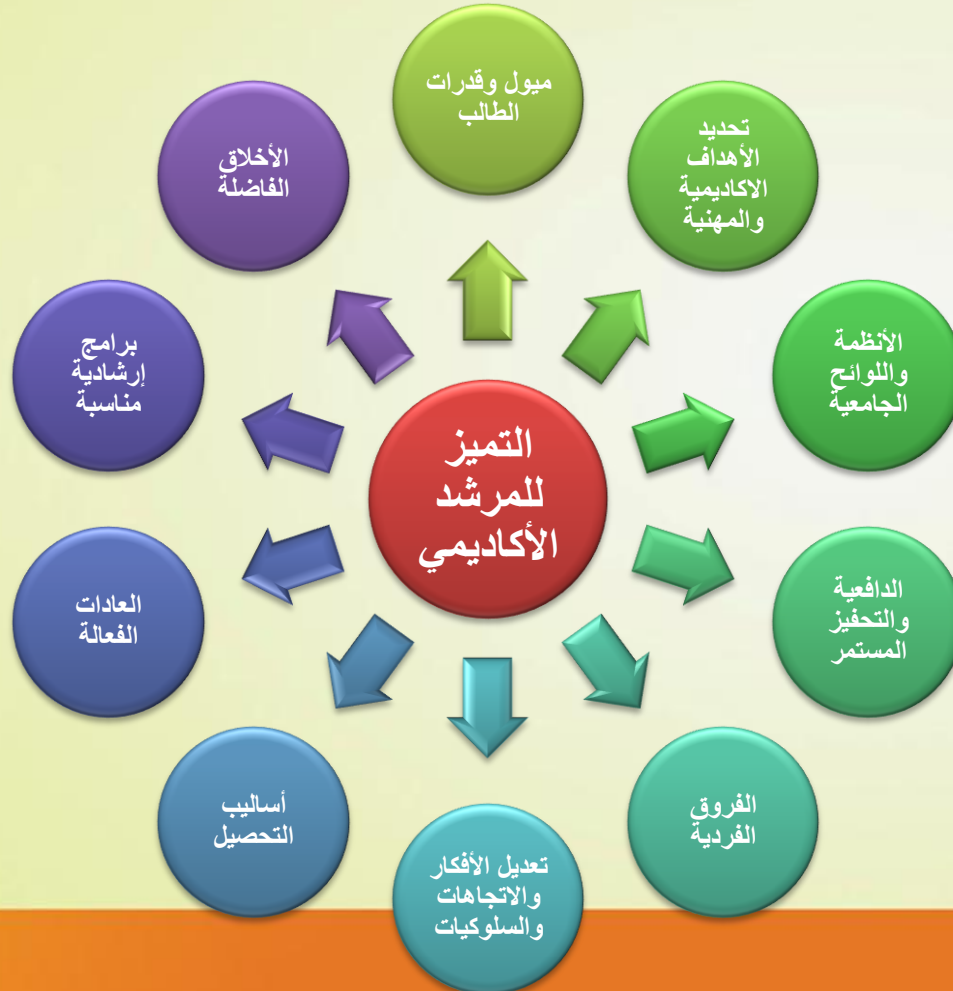 التميز
للمرشد
الأكاديمي
ميول وقدرات
الطالب
تحديد
الأهداف
الاكاديمية
والمهنية
الأنظمة
واللوائح
الجامعية
الدافعية
والتحفيز
المستمر
الفروق
الفردية
تعديل الأفكار
والاتجاهات
والسلوكيات
أساليب
التحصيل
العادات
الفعالة
برامج
إرشادية
مناسبة
الأخلاق
الفاضلة